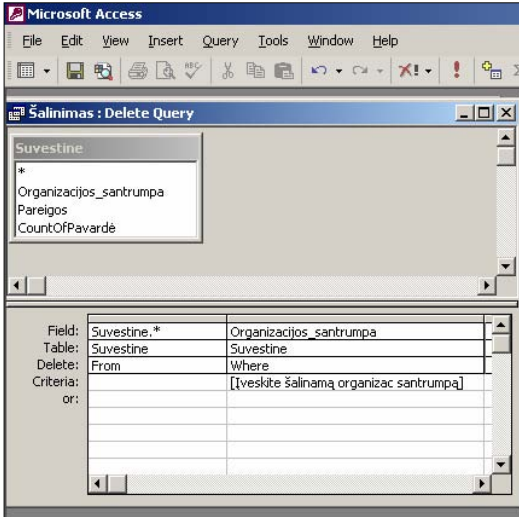 Microsoft Access
File Edit View Insert Query Tools Window Help
Šalinimas : Delete Query
Suvestine
*
Organizacijos_santrumpa
Pareigos
CountOfPavardė
Field: Suvestine.* Organizacijos_santrumpa
Table: Suvestine Suvestine
Delete: From Where
Criteria: [Įveskite šalinamą organizac santrumpą]
or: